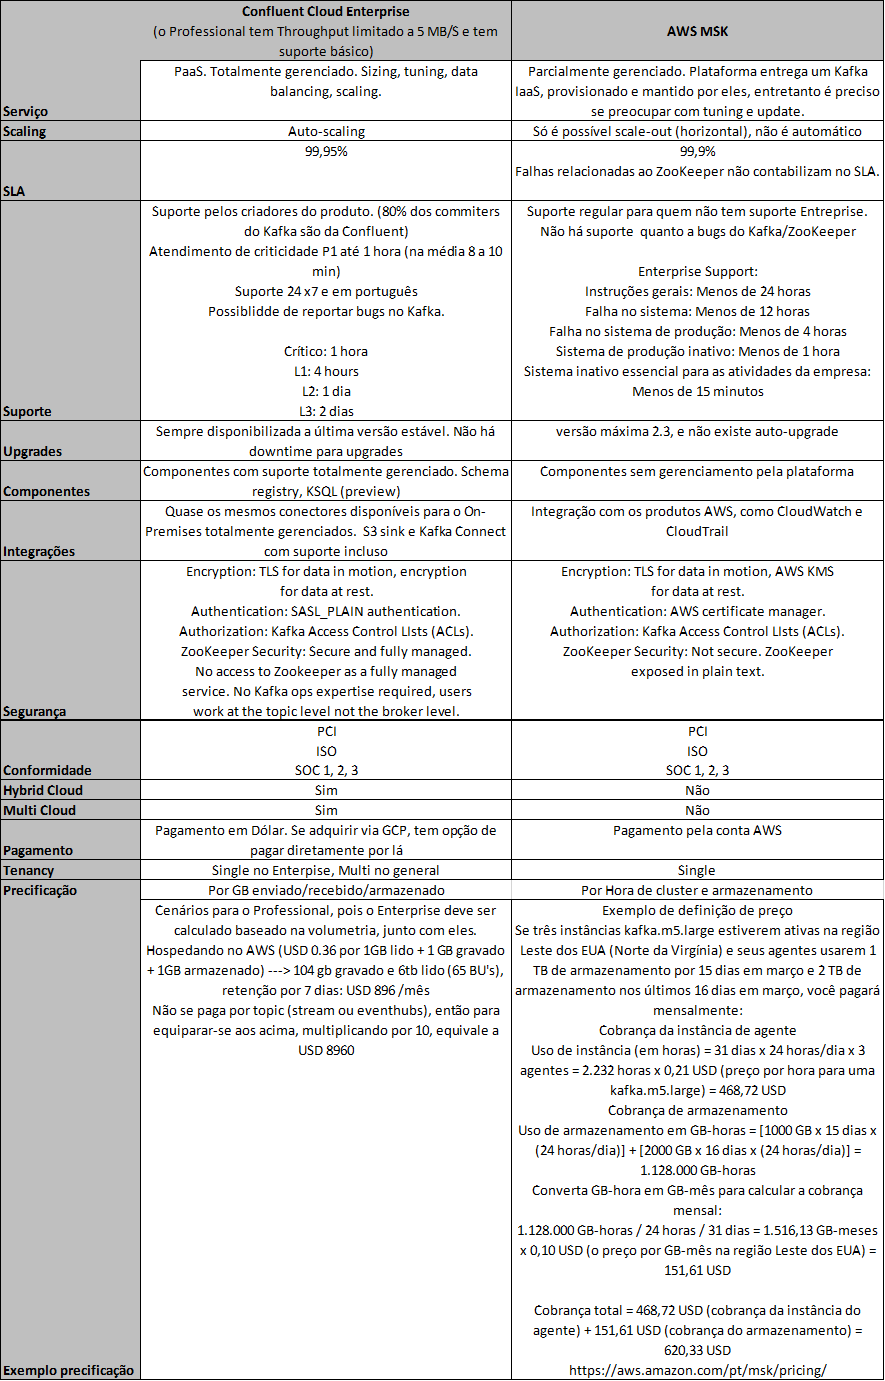 Confluent Cloud Enterprise
(o Professional tem Throughput limitado a 5 MB/S e tem
suporte básico)
AWS MSK
Serviço
PaaS. Totalmente gerenciado. Sizing, tuning, data
balancing, scaling.
Parcialmente gerenciado. Plataforma entrega um Kafka
IaaS, provisionado e mantido por eles, entretanto é preciso
se preocupar com tuning e update.
Scaling
Auto-scaling
Só é possível scale-out (horizontal), não é automático
SLA
99,95%
99,9%
Falhas relacionadas ao ZooKeeper não contabilizam no SLA.
Suporte
Suporte pelos criadores do produto. (80% dos commiters
do Kafka são da Confluent)
Atendimento de criticidade P1 até 1 hora (na média 8 a 10
min)
Suporte 24 x7 e em português
Possiblidde de reportar bugs no Kafka.
Crítico: 1 hora
L1: 4 hours
L2: 1 dia
L3: 2 dias
Suporte regular para quem não tem suporte Entreprise.
Não há suporte  quanto a bugs do Kafka/ZooKeeper
Enterprise Support:
Instruções gerais: Menos de 24 horas
Falha no sistema: Menos de 12 horas
Falha no sistema de produção: Menos de 4 horas
Sistema de produção inativo: Menos de 1 hora
Sistema inativo essencial para as atividades da empresa:
Menos de 15 minutos
Upgrades
Sempre disponibilizada a última versão estável. Não há
downtime para upgrades
versão máxima 2.3, e não existe auto-upgrade
Componentes
Componentes com suporte totalmente gerenciado. Schema
registry, KSQL (preview)
Componentes sem gerenciamento pela plataforma
Integrações
Quase os mesmos conectores disponíveis para o On-
Premises totalmente gerenciados.  S3 sink e Kafka Connect
com suporte incluso
Integração com os produtos AWS, como CloudWatch e
CloudTrail
Segurança
Encryption: TLS for data in motion, encryption
for data at rest.
Authentication: SASL_PLAIN authentication.
Authorization: Kafka Access Control LIsts (ACLs).
ZooKeeper Security: Secure and fully managed.
No access to Zookeeper as a fully managed
service. No Kafka ops expertise required, users
work at the topic level not the broker level.
Encryption: TLS for data in motion, AWS KMS
for data at rest.
Authentication: AWS certificate manager.
Authorization: Kafka Access Control LIsts (ACLs).
ZooKeeper Security: Not secure. ZooKeeper
exposed in plain text.
Conformidade
PCI
ISO
SOC 1, 2, 3
PCI
ISO
SOC 1, 2, 3
Hybrid Cloud
Sim
Não
Multi Cloud
Sim
Não
Pagamento
Pagamento em Dólar. Se adquirir via GCP, tem opção de
pagar diretamente por lá
Pagamento pela conta AWS
Tenancy
Single no Enterpise, Multi no general
Single
Precificação
Por GB enviado/recebido/armazenado
Por Hora de cluster e armazenamento
Exemplo precificação
Cenários para o Professional, pois o Enterprise deve ser
calculado baseado na volumetria, junto com eles.
Hospedando no AWS (USD 0.36 por 1GB lido + 1 GB gravado
+ 1GB armazenado) ---> 104 gb gravado e 6tb lido (65 BU's),
retenção por 7 dias: USD 896 /mês
Não se paga por topic (stream ou eventhubs), então para
equiparar-se aos acima, multiplicando por 10, equivale a
USD 8960
Exemplo de definição de preço
Se três instâncias kafka.m5.large estiverem ativas na região
Leste dos EUA (Norte da Virgínia) e seus agentes usarem 1
TB de armazenamento por 15 dias em março e 2 TB de
armazenamento nos últimos 16 dias em março, você pagará
mensalmente:
Cobrança da instância de agente
Uso de instância (em horas) = 31 dias x 24 horas/dia x 3
agentes = 2.232 horas x 0,21 USD (preço por hora para uma
kafka.m5.large) = 468,72 USD
Cobrança de armazenamento
Uso de armazenamento em GB-horas = [1000 GB x 15 dias x
(24 horas/dia)] + [2000 GB x 16 dias x (24 horas/dia)] =
1.128.000 GB-horas
Converta GB-hora em GB-mês para calcular a cobrança
mensal:
1.128.000 GB-horas / 24 horas / 31 dias = 1.516,13 GB-meses
x 0,10 USD (o preço por GB-mês na região Leste dos EUA) =
151,61 USD
Cobrança total = 468,72 USD (cobrança da instância do
agente) + 151,61 USD (cobrança do armazenamento) =
620,33 USD
https://aws.amazon.com/pt/msk/pricing/